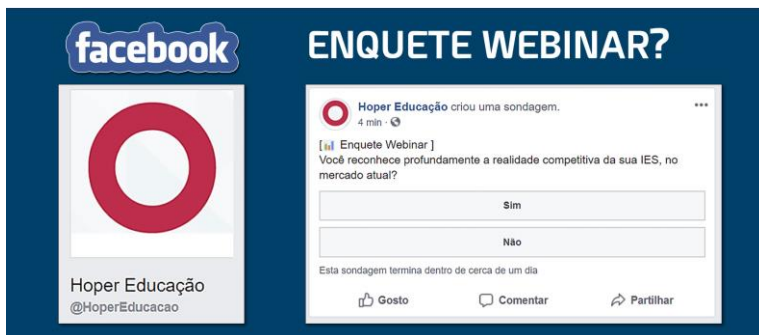 facebook
ENQUETE WEBINAR?
Hoper Educação
@HoperEducacao
Hoper Educação criou uma sondagem.
4 min ·
[ Enquete Webinar ]
Você reconhece profundamente a realidade competitiva da sua IES, no
mercado atual?
Sim
Não
Esta sondagem termina dentro de cerca de um dia
Gosto
Comentar
Partilhar